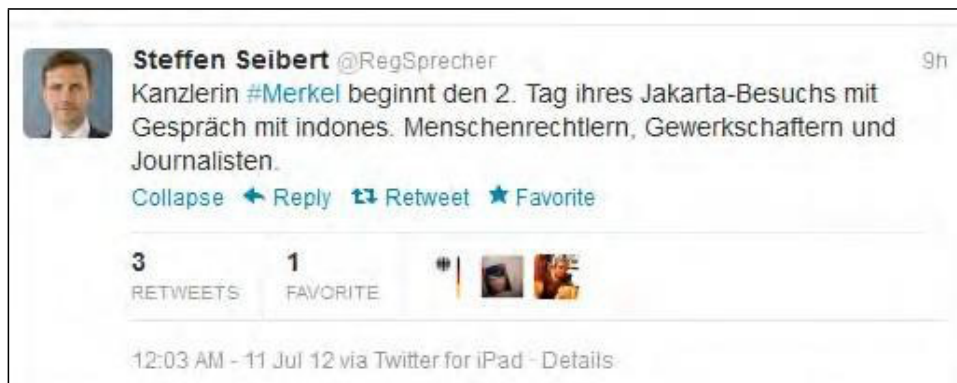 Steffen Seibert @RegSprecher 9h
Kanzlerin #Merkel beginnt den 2. Tag ihres Jakarta-Besuchs mit
Gespräch mit indones. Menschenrechtlern, Gewerkschaftern und
Journalisten.
Collapse Reply Retweet Favorite
3 1
RETWEETS FAVORITE
12:03 AM - 11 Jul 12 via Twitter for iPad · Details